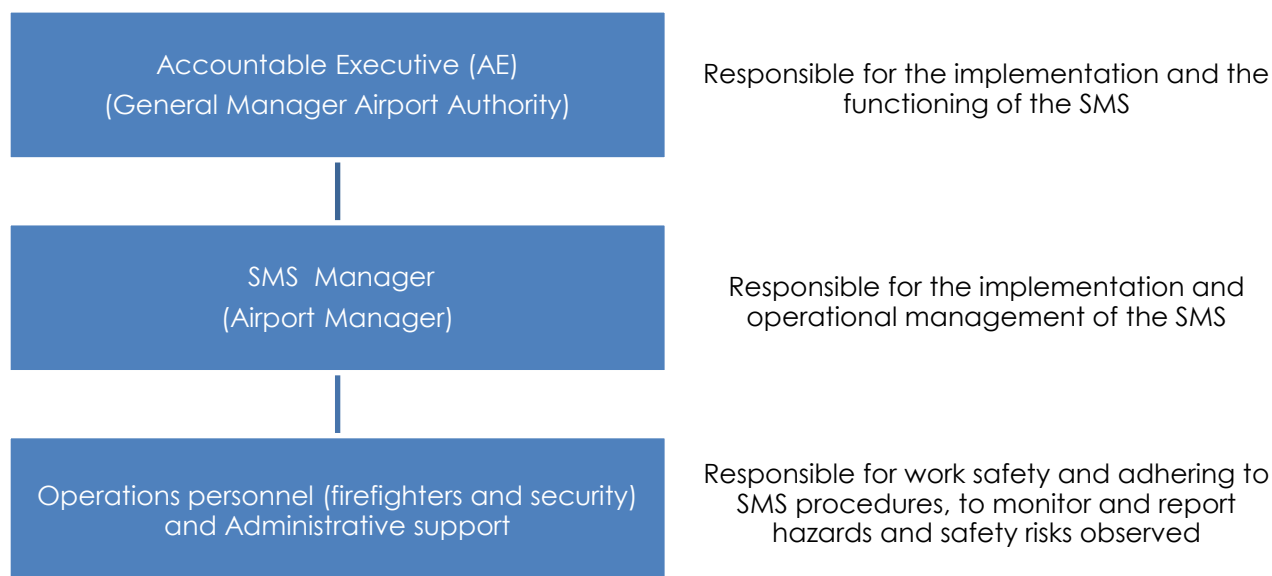 Accountable Executive (AE)
(General Manager Airport Authority)
Responsible for the implementation and the
functioning of the SMS
SMS  Manager
(Airport Manager)
Responsible for the implementation and
operational management of the SMS
Operations personnel (firefighters and security)
and Administrative support
Responsible for work safety and adhering to
SMS procedures, to monitor and report
hazards and safety risks observed